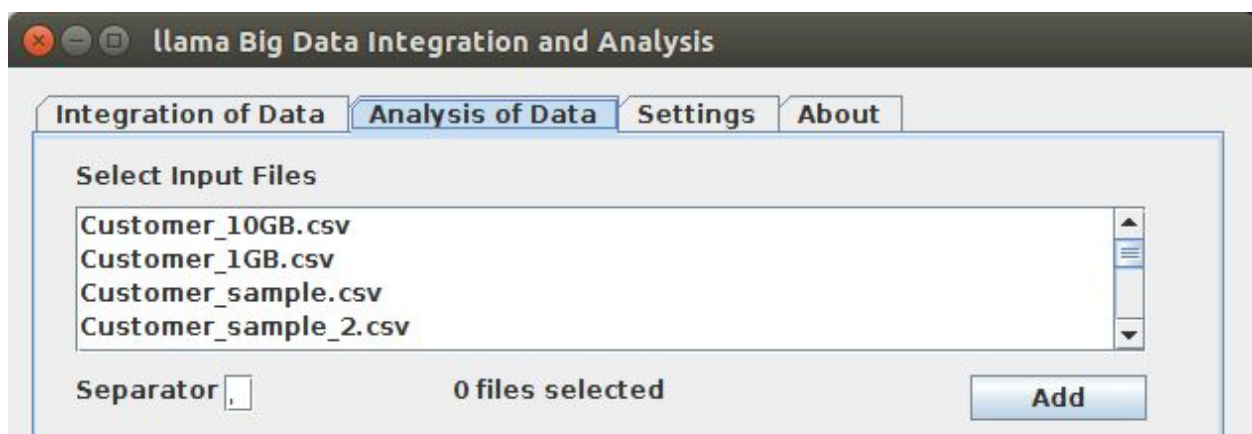 llama Big Data Integration and Analysis
Integration of Data Analysis of Data Settings About
Select Input Files
Customer_10GB.csv
Customer_1GB.csv
Customer_sample.csv
Customer_sample_2.csv
Separator , 0 files selected Add